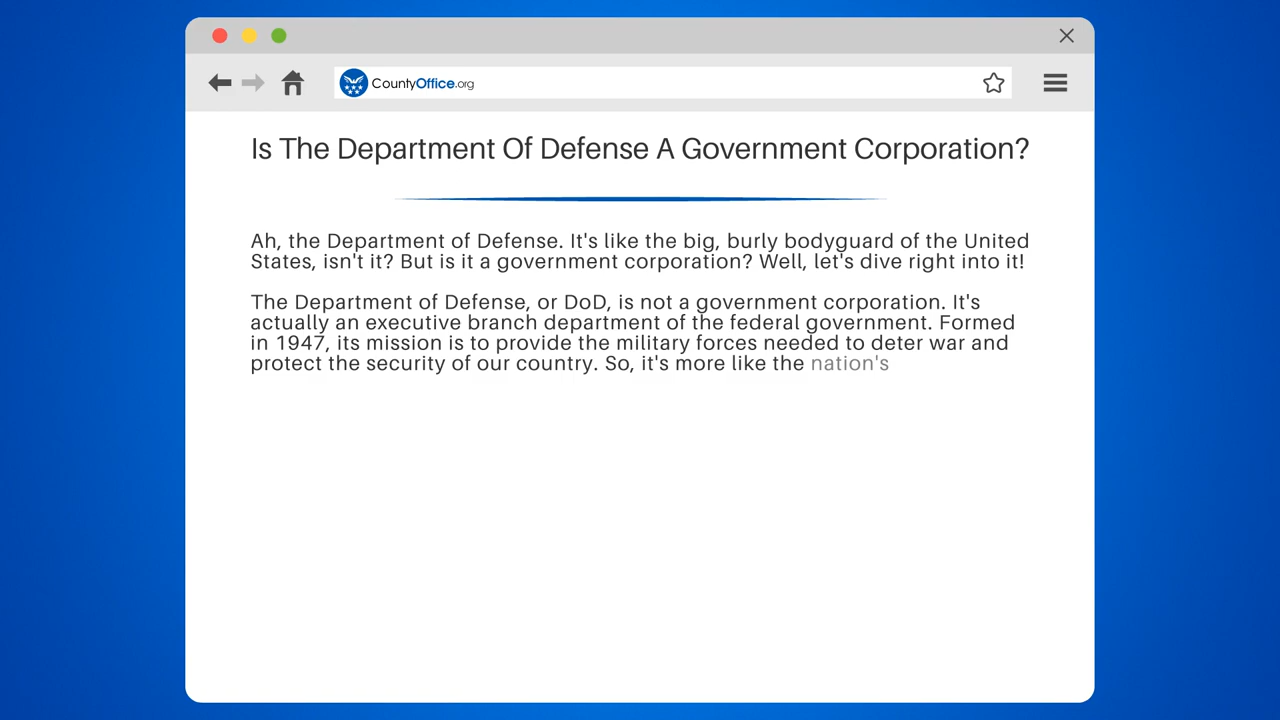 CountyOffice.org
Is The Department Of Defense A Government Corporation?
Ah, the Department of Defense. It's like the big, burly bodyguard of the United
States, isn't it? But is it a government corporation? Well, let's dive right into it!
The Department of Defense, or DoD, is not a government corporation. It's
actually an executive branch department of the federal government. Formed
in 1947, its mission is to provide the military forces needed to deter war and
protect the security of our country. So, it's more like the nation's